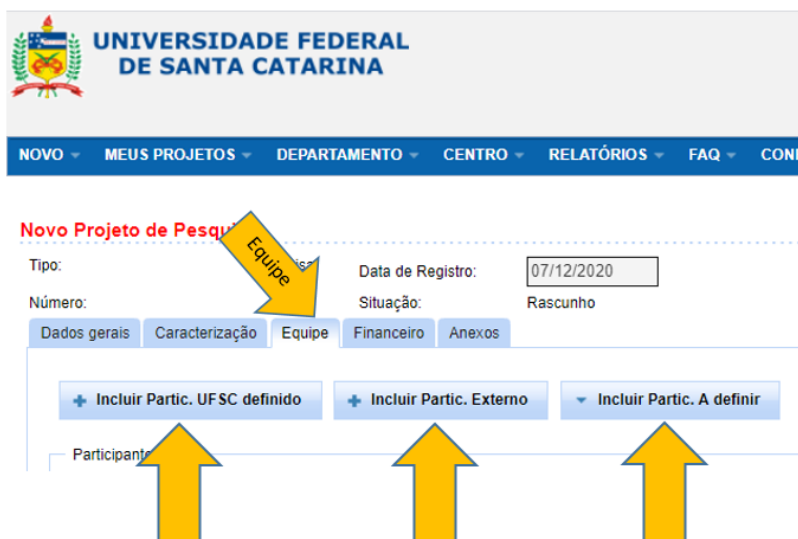 UNIVERSIDADE FEDERAL
DE SANTA CATARINA
NOVO MEUS PROJETOS DEPARTAMENTO CENTRO RELATÓRIOS FAQ
Novo Projeto de
Equipe
Tipo: Data de Registro: 07/12/2020
Número: Situação: Rascunho
Dados gerais Caracterização Equipe Financeiro Anexos
Incluir Partic. UFSC definido Incluir Partic. Externo Incluir Partic. A definir